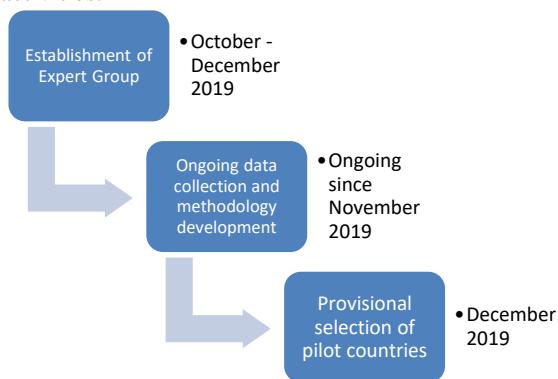 Establishment of
Expert Group
•October -
December
2019
Ongoing data
collection and
methodology
development
•Ongoing
since
November
2019
Provisional
selection of
pilot countries
•December
2019